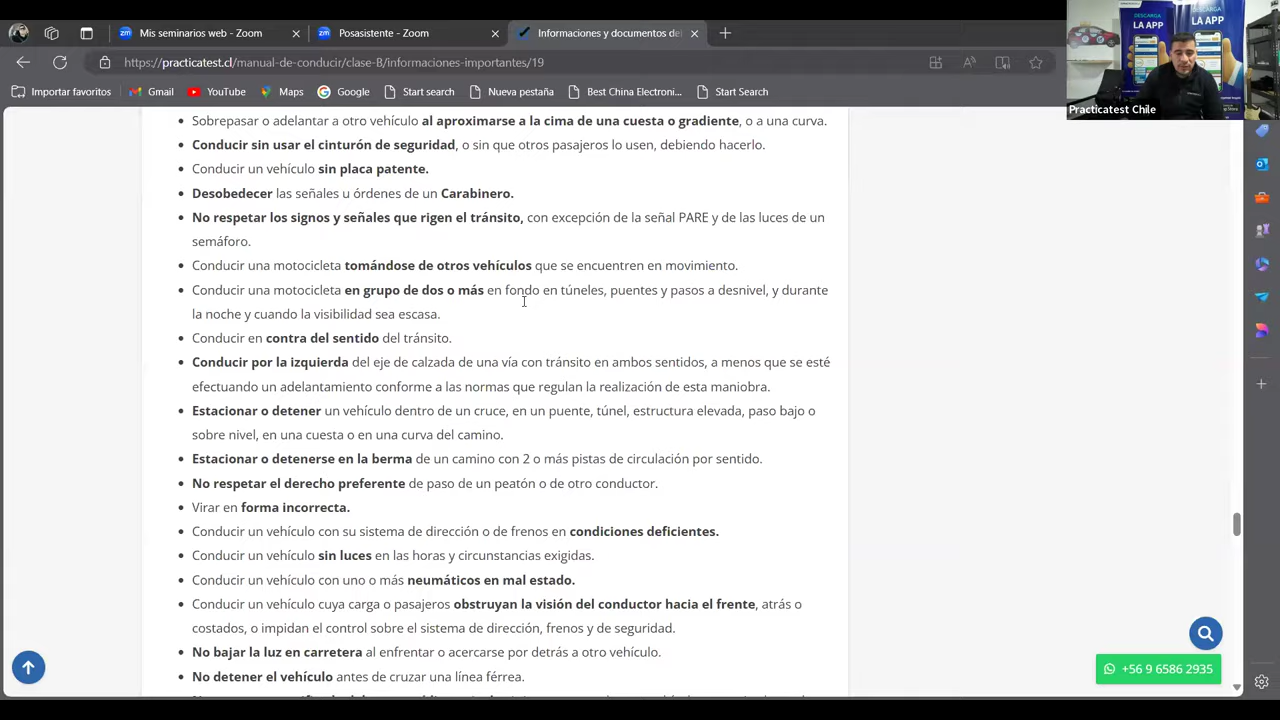 Mis seminarios web - Zoom
Posasistente - Zoom
Informaciones y documentos de
https://practicatest.cl/manual-de-conducir/clase-B/informaciones-importantes/19
Importar favoritos
Gmail
YouTube
Maps
Google
Start search
Nueva pestaña
Best China Electroni...
Start Search
DESCARGA
LA APP
DESCARGA
LA APP
Practicatest Chile
Sobrepasar o adelantar a otro vehículo al aproximarse a la cima de una cuesta o gradiente, o a una curva.
Conducir sin usar el cinturón de seguridad, o sin que otros pasajeros lo usen, debiendo hacerlo.
Conducir un vehículo sin placa patente.
Desobedecer las señales u órdenes de un Carabinero.
No respetar los signos y señales que rigen el tránsito, con excepción de la señal PARE y de las luces de un
semáforo.
Conducir una motocicleta tomándose de otros vehículos que se encuentren en movimiento.
Conducir una motocicleta en grupo de dos o más en fondo en túneles, puentes y pasos a desnivel, y durante
la noche y cuando la visibilidad sea escasa.
Conducir en contra del sentido del tránsito.
Conducir por la izquierda del eje de calzada de una vía con tránsito en ambos sentidos, a menos que se esté
efectuando un adelantamiento conforme a las normas que regulan la realización de esta maniobra.
Estacionar o detener un vehículo dentro de un cruce, en un puente, túnel, estructura elevada, paso bajo o
sobre nivel, en una cuesta o en una curva del camino.
Estacionar o detenerse en la berma de un camino con 2 o más pistas de circulación por sentido.
No respetar el derecho preferente de paso de un peatón o de otro conductor.
Virar en forma incorrecta.
Conducir un vehículo con su sistema de dirección o de frenos en condiciones deficientes.
Conducir un vehículo sin luces en las horas y circunstancias exigidas.
Conducir un vehículo con uno o más neumáticos en mal estado.
Conducir un vehículo cuya carga o pasajeros obstruyan la visión del conductor hacia el frente, atrás o
costados, o impidan el control sobre el sistema de dirección, frenos y de seguridad.
No bajar la luz en carretera al enfrentar o acercarse por detrás a otro vehículo.
No detener el vehículo antes de cruzar una línea férrea.
+56 9 6586 2935